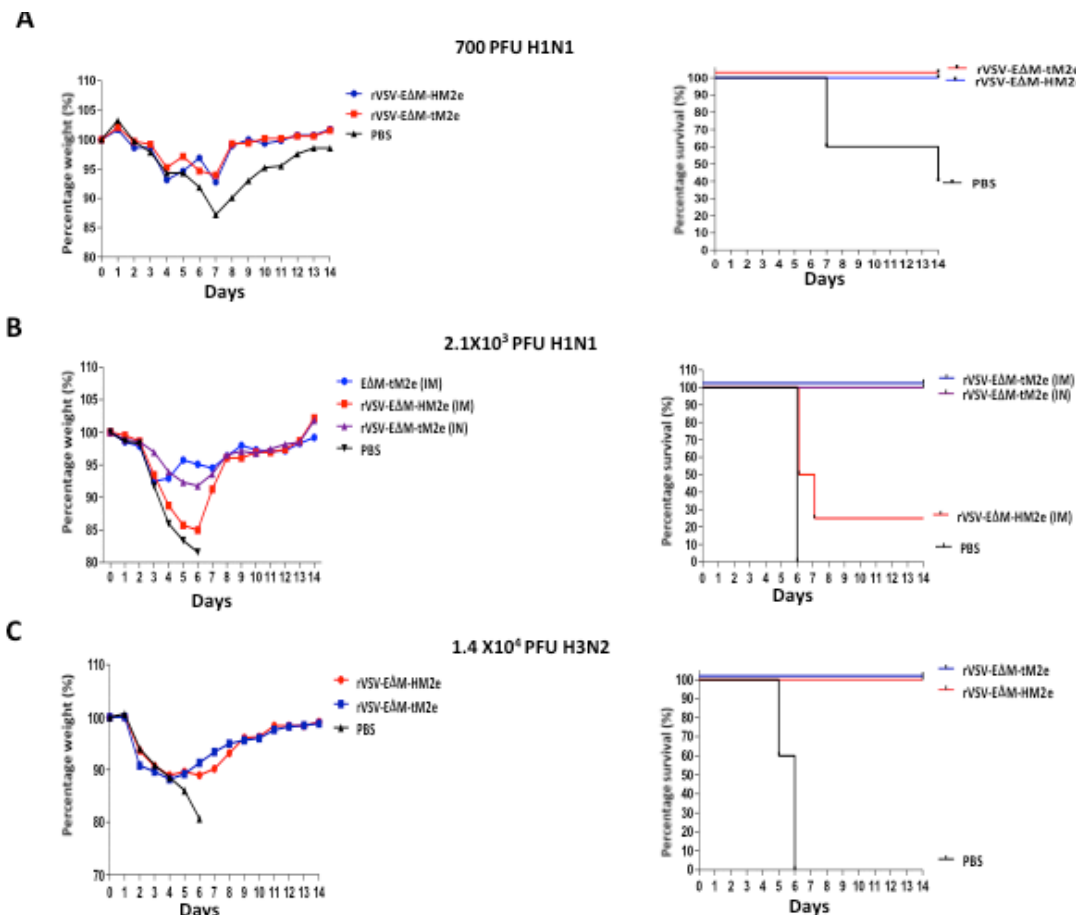 A
700 PFU H1N1
Percentage weight (%)
110
105
100
95
90
85
80
0 1 2 3 4 5 6 7 8 9 10 11 12 13 14
Days
rVSV-EΔM-HM2e
rVSV-EΔM-tM2e
PBS
Percentage survival (%)
100
90
80
70
60
50
40
30
20
10
0
0 1 2 3 4 5 6 7 8 9 10 11 12 13 14
Days
rVSV-EΔM-tM2e
rVSV-EΔM-HM2e
PBS
B
2.1X10³ PFU H1N1
Percentage weight (%)
110
105
100
95
90
85
80
0 1 2 3 4 5 6 7 8 9 10 11 12 13 14
Days
EΔM-tM2e (IM)
rVSV-EΔM-HM2e (IM)
rVSV-EΔM-tM2e (IN)
PBS
Percentage survival (%)
110
100
90
80
70
60
50
40
30
20
10
0
0 1 2 3 4 5 6 7 8 9 10 11 12 13 14
Days
rVSV-EΔM-tM2e (IM)
rVSV-EΔM-tM2e (IN)
rVSV-EΔM-HM2e (IM)
PBS
C
1.4 X10⁴ PFU H3N2
Percentage weight (%)
110
100
90
80
70
0 1 2 3 4 5 6 7 8 9 10 11 12 13 14
Days
rVSV-EΔM-HM2e
rVSV-EΔM-tM2e
PBS
Percentage survival (%)
100
90
80
70
60
50
40
30
20
10
0
0 1 2 3 4 5 6 7 8 9 10 11 12 13 14
Days
rVSV-EΔM-tM2e
rVSV-EΔM-HM2e
PBS